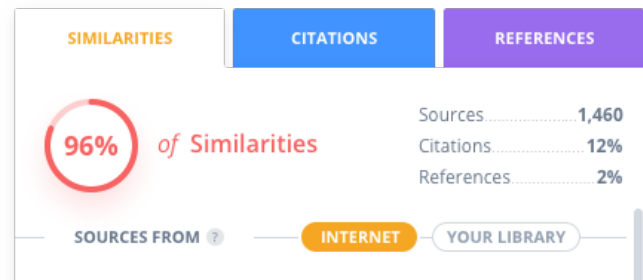 SIMILARITIES CITATIONS REFERENCES
96% of Similarities
Sources 1,460
Citations 12%
References 2%
SOURCES FROM ? INTERNET YOUR LIBRARY